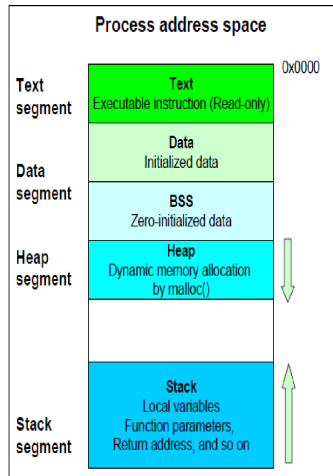 Process address space
0x0000
Text
segment
Text
Executable instruction (Read-only)
Data
segment
Data
Initialized data
BSS
Zero-initialized data
Heap
segment
Heap
Dynamic memory allocation
by malloc()
Stack
segment
Stack
Local variables
Function parameters,
Return address, and so on